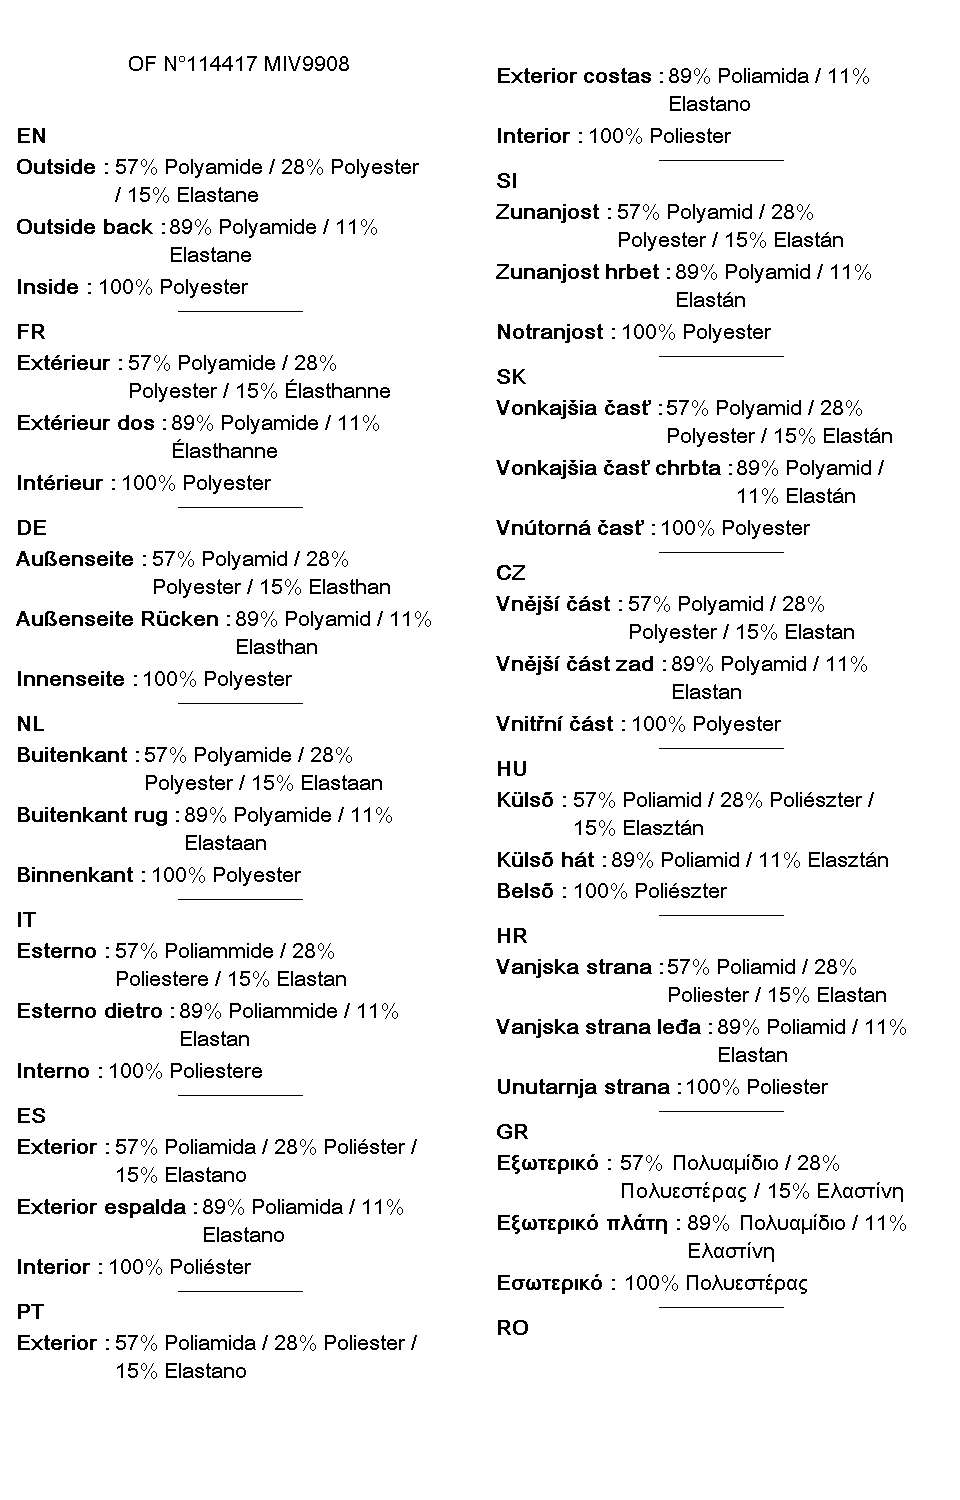 OF N°114417 MIV9908
EN
Outside : 57% Polyamide / 28% Polyester
/ 15% Elastane
Outside back : 89% Polyamide / 11%
Elastane
Inside : 100% Polyester
FR
Extérieur : 57% Polyamide / 28%
Polyester / 15% Élasthanne
Extérieur dos : 89% Polyamide / 11%
Élasthanne
Intérieur : 100% Polyester
DE
Außenseite : 57% Polyamid / 28%
Polyester / 15% Elasthan
Außenseite Rücken : 89% Polyamid / 11%
Elasthan
Innenseite : 100% Polyester
NL
Buitenkant : 57% Polyamide / 28%
Polyester / 15% Elastaan
Buitenkant rug : 89% Polyamide / 11%
Elastaan
Binnenkant : 100% Polyester
IT
Esterno : 57% Poliammide / 28%
Poliestere / 15% Elastan
Esterno dietro : 89% Poliammide / 11%
Elastan
Interno : 100% Poliestere
ES
Exterior : 57% Poliamida / 28% Poliéster /
15% Elastano
Exterior espalda : 89% Poliamida / 11%
Elastano
Interior : 100% Poliéster
PT
Exterior : 57% Poliamida / 28% Poliester /
15% Elastano
Exterior costas : 89% Poliamida / 11%
Elastano
Interior : 100% Poliester
SI
Zunanjost : 57% Polyamid / 28%
Polyester / 15% Elastán
Zunanjost hrbet : 89% Polyamid / 11%
Elastán
Notranjost : 100% Polyester
SK
Vonkajšia časť : 57% Polyamid / 28%
Polyester / 15% Elastán
Vonkajšia časť chrbta : 89% Polyamid /
11% Elastán
Vnútorná časť : 100% Polyester
CZ
Vnější část : 57% Polyamid / 28%
Polyester / 15% Elastan
Vnější část zad : 89% Polyamid / 11%
Elastan
Vnitřní část : 100% Polyester
HU
Külső : 57% Poliamid / 28% Poliészter /
15% Elasztán
Külső hát : 89% Poliamid / 11% Elasztán
Belső : 100% Poliészter
HR
Vanjska strana : 57% Poliamid / 28%
Poliester / 15% Elastan
Vanjska strana leđa : 89% Poliamid / 11%
Elastan
Unutarnja strana : 100% Poliester
GR
Εξωτερικό : 57% Πολυαμίδιο / 28%
Πολυεστέρας / 15% Ελαστίνη
Εξωτερικό πλάτη : 89% Πολυαμίδιο / 11%
Ελαστίνη
Εσωτερικό : 100% Πολυεστέρας
RO